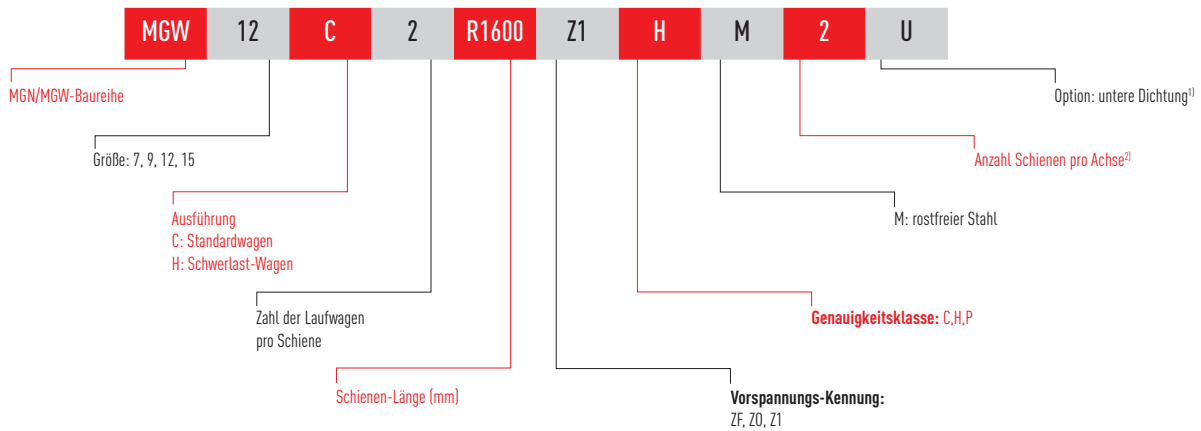 MGW 12 C 2 R1600 Z1 H M 2 U
MGN/MGW-Baureihe
Option: untere Dichtung¹⁾
Größe: 7, 9, 12, 15
Anzahl Schienen pro Achse²⁾
Ausführung
C: Standardwagen
H: Schwerlast-Wagen
M: rostfreier Stahl
Zahl der Laufwagen
pro Schiene
Genauigkeitsklasse: C,H,P
Schienen-Länge (mm)
Vorspannungs-Kennung:
ZF, Z0, Z1